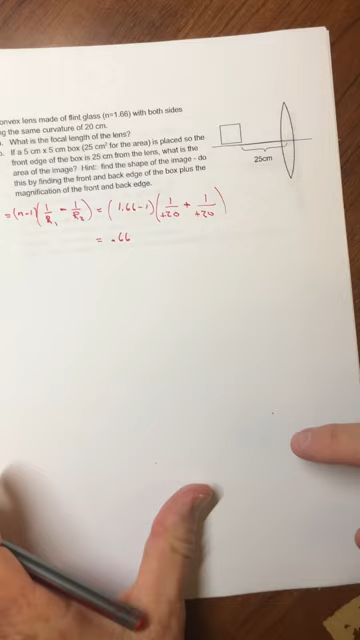 onvex lens made of flint glass (n=1.66) with both sides
ng the same curvature of 20 cm.
. What is the focal length of the lens?
. If a 5 cm x 5 cm box (25 cm² for the area) is placed so the
front edge of the box is 25 cm from the lens, what is the
area of the image? Hint: find the shape of the image - do
this by finding the front and back edge of the box plus the
magnification of the front and back edge.
25cm
= (n-1)(1/R₁ - 1/R₂) = (1.66-1)(1/+20 + 1/+20)
= .66